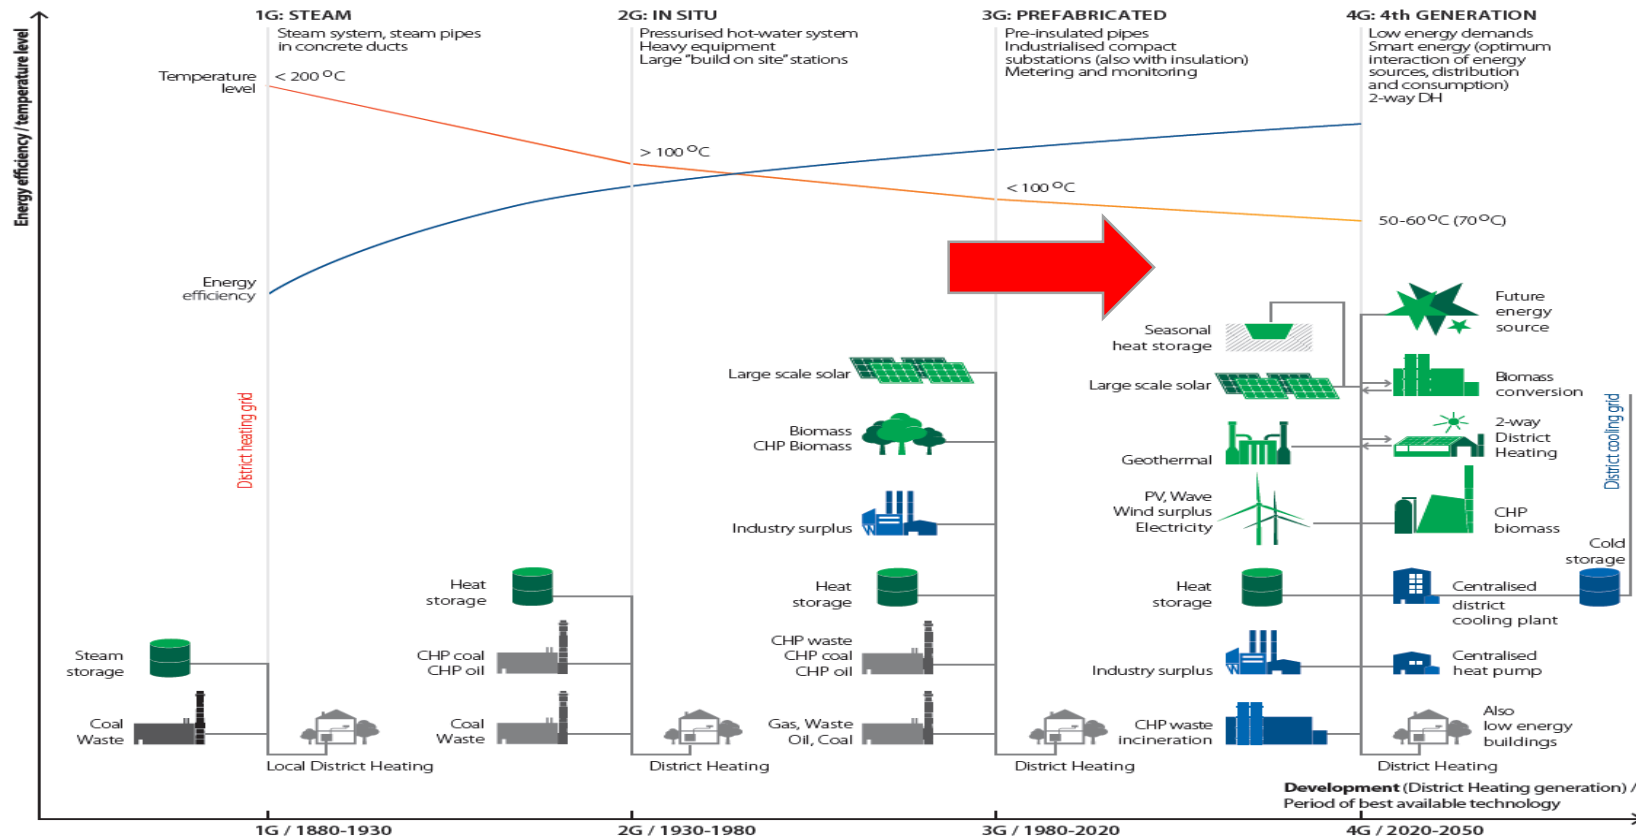 Energy efficiency / temperature level
1G: STEAM
Steam system, steam pipes
in concrete ducts
2G: IN SITU
Pressurised hot-water system
Heavy equipment
Large "build on site" stations
3G: PREFABRICATED
Pre-insulated pipes
Industrialised compact
substations (also with insulation)
Metering and monitoring
4G: 4th GENERATION
Low energy demands
Smart energy (optimum
interaction of energy
sources, distribution
and consumption)
2-way DH
Temperature
level
< 200 °C
> 100 °C
< 100 °C
50-60 °C (70 °C)
Energy
efficiency
District heating grid
Steam
storage
Coal
Waste
Local District Heating
Heat
storage
CHP coal
CHP oil
Coal
Waste
District Heating
Large scale solar
Biomass
CHP Biomass
Industry surplus
Heat
storage
CHP waste
CHP coal
CHP oil
Gas, Waste
Oil, Coal
District Heating
Seasonal
heat storage
Large scale solar
Geothermal
PV, Wave
Wind surplus
Electricity
Heat
storage
Industry surplus
CHP waste
incineration
Future
energy
source
Biomass
conversion
2-way
District
Heating
CHP
biomass
Centralised
district
cooling plant
Centralised
heat pump
Also
low energy
buildings
District Heating
Cold
storage
District cooling grid
Development (District Heating generation) /
Period of best available technology
1G / 1880-1930
2G / 1930-1980
3G / 1980-2020
4G / 2020-2050